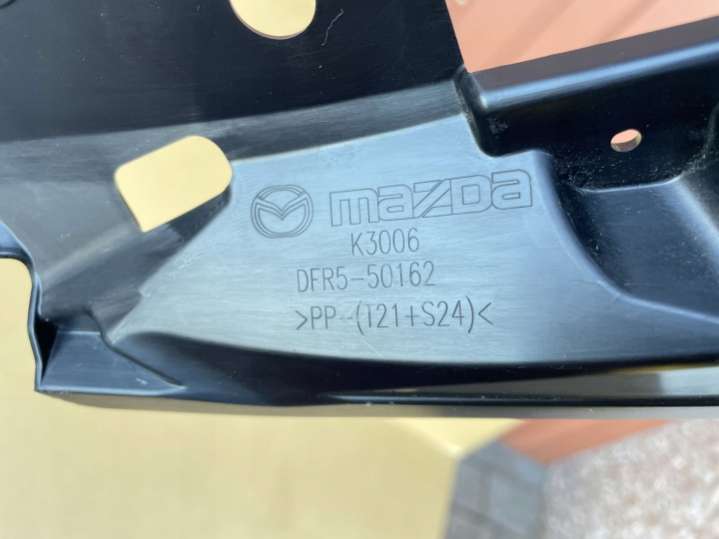 mazda
K3006
DFR5-50162
>PP-(T21+S24)<